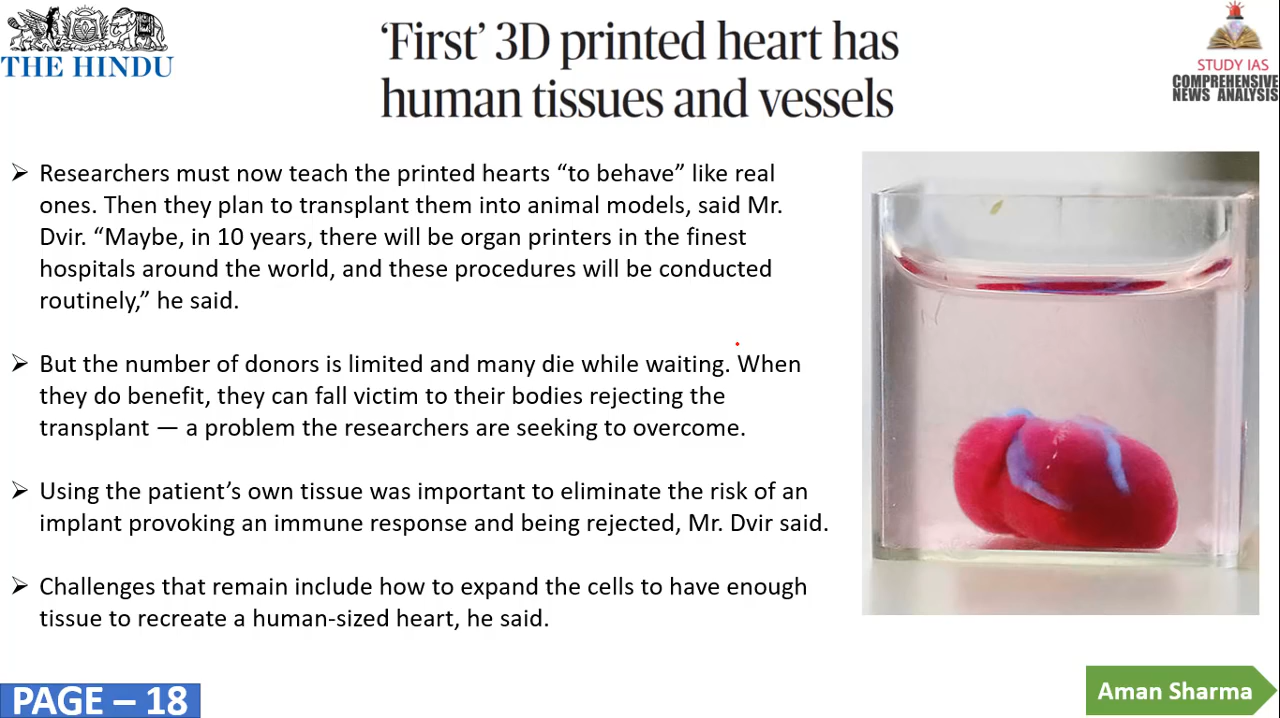 THE HINDU
‘First’ 3D printed heart has
human tissues and vessels
STUDY IAS
COMPREHENSIVE
NEWS ANALYSIS
➢ Researchers must now teach the printed hearts “to behave” like real
ones. Then they plan to transplant them into animal models, said Mr.
Dvir. “Maybe, in 10 years, there will be organ printers in the finest
hospitals around the world, and these procedures will be conducted
routinely,” he said.
➢ But the number of donors is limited and many die while waiting. When
they do benefit, they can fall victim to their bodies rejecting the
transplant — a problem the researchers are seeking to overcome.
➢ Using the patient’s own tissue was important to eliminate the risk of an
implant provoking an immune response and being rejected, Mr. Dvir said.
➢ Challenges that remain include how to expand the cells to have enough
tissue to recreate a human-sized heart, he said.
PAGE – 18
Aman Sharma